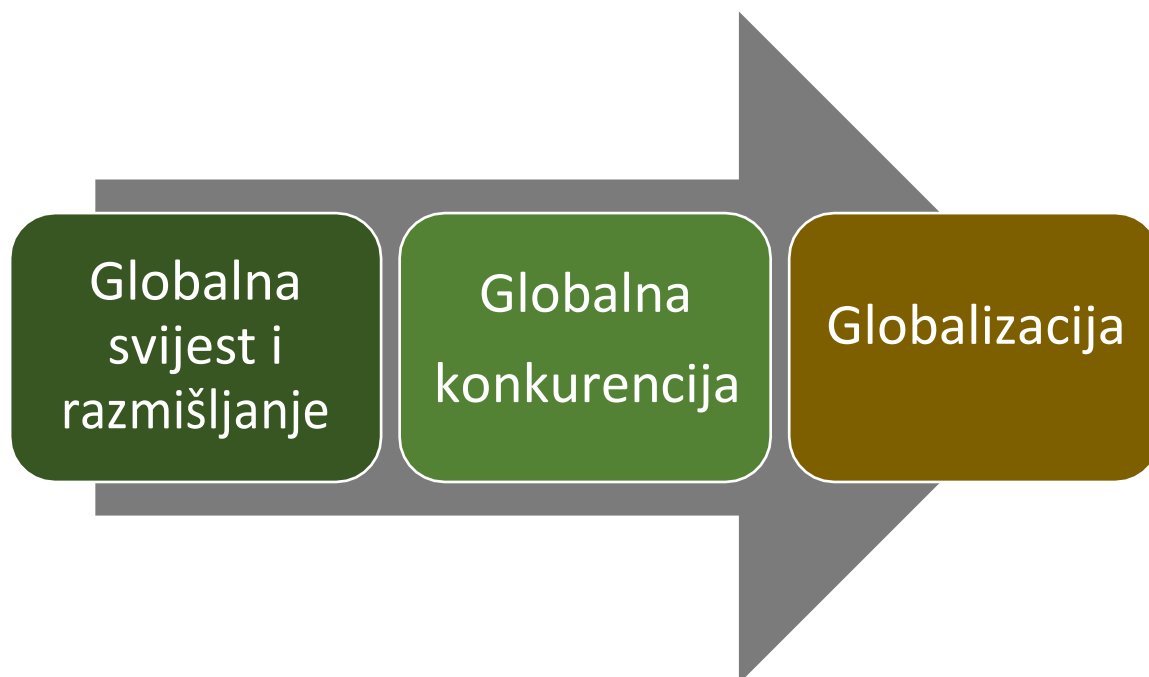 Globalna
svijest i
razmišljanje
Globalna
konkurencija
Globalizacija